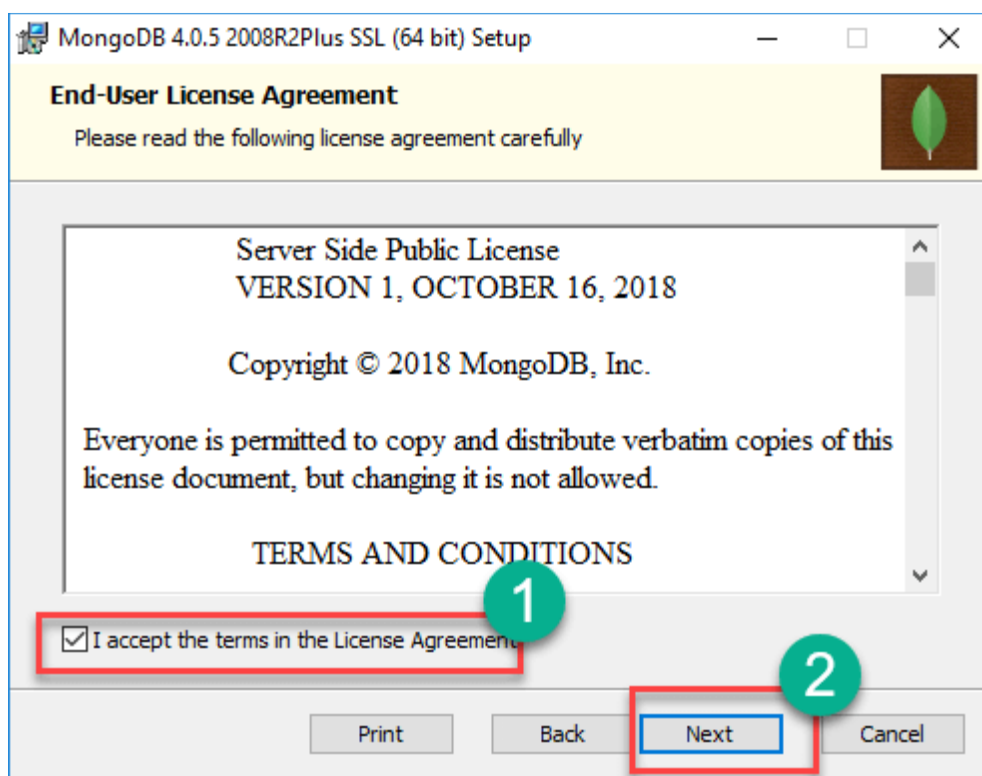 MongoDB 4.0.5 2008R2Plus SSL (64 bit) Setup
End-User License Agreement
Please read the following license agreement carefully
Server Side Public License
VERSION 1, OCTOBER 16, 2018
Copyright © 2018 MongoDB, Inc.
Everyone is permitted to copy and distribute verbatim copies of this
license document, but changing it is not allowed.
TERMS AND CONDITIONS
1
I accept the terms in the License Agreement
2
Print Back Next Cancel